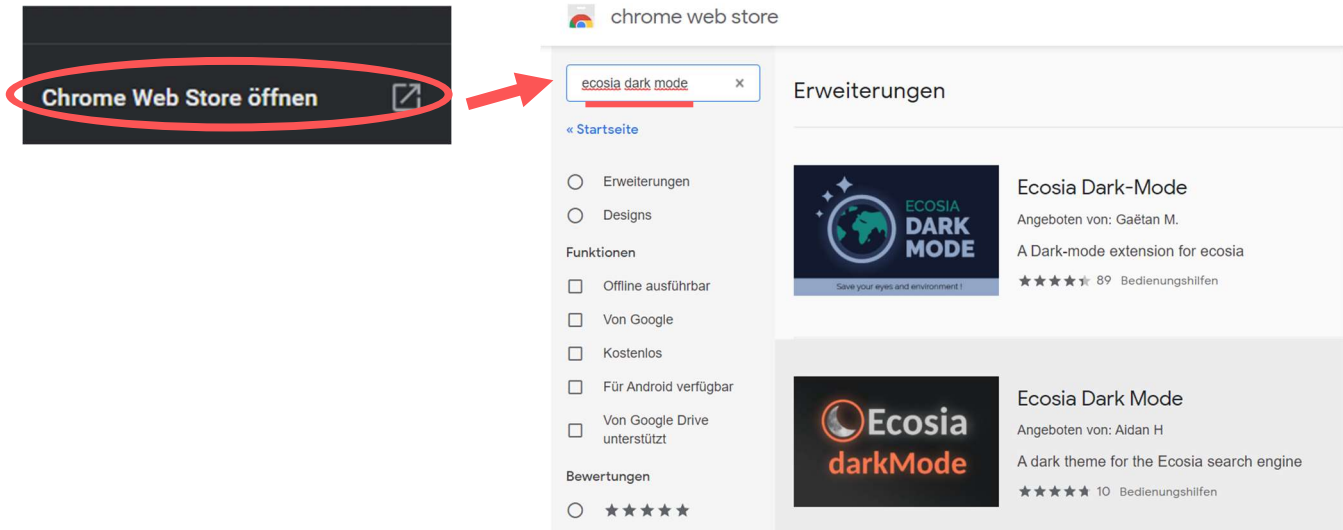 Chrome Web Store öffnen
chrome web store
ecosia dark mode
« Startseite
Erweiterungen
Designs
Funktionen
Offline ausführbar
Von Google
Kostenlos
Für Android verfügbar
Von Google Drive
unterstützt
Bewertungen
Erweiterungen
ECOSIA
DARK
MODE
Save your eyes and environment !
Ecosia Dark-Mode
Angeboten von: Gaëtan M.
A Dark-mode extension for ecosia
89 Bedienungshilfen
Ecosia
darkMode
Ecosia Dark Mode
Angeboten von: Aidan H
A dark theme for the Ecosia search engine
10 Bedienungshilfen